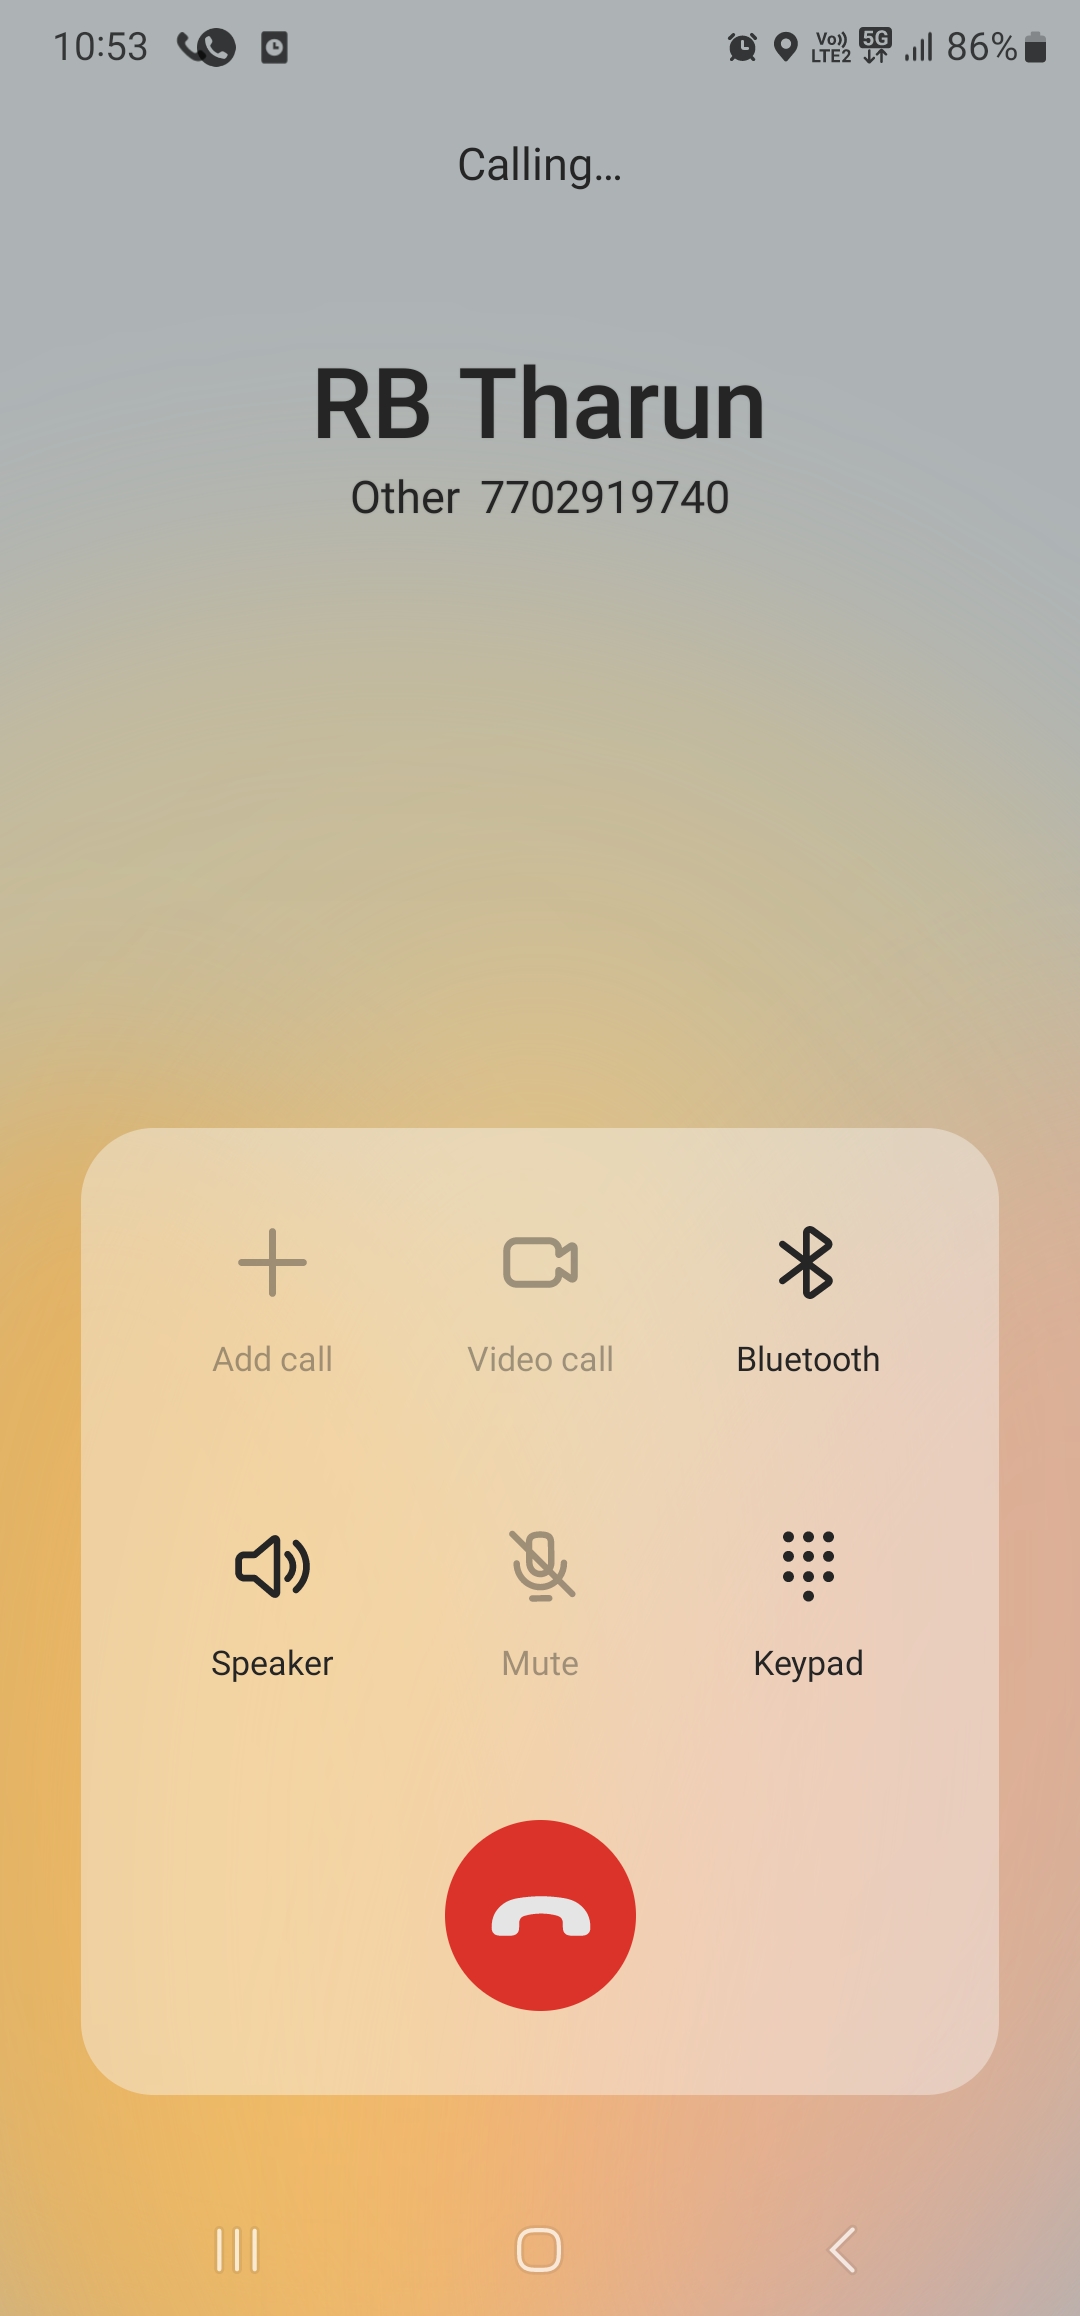 10:53 Vo)) LTE2 5G 86%
Calling...
RB Tharun
Other 7702919740
Add call Video call Bluetooth
Speaker Mute Keypad